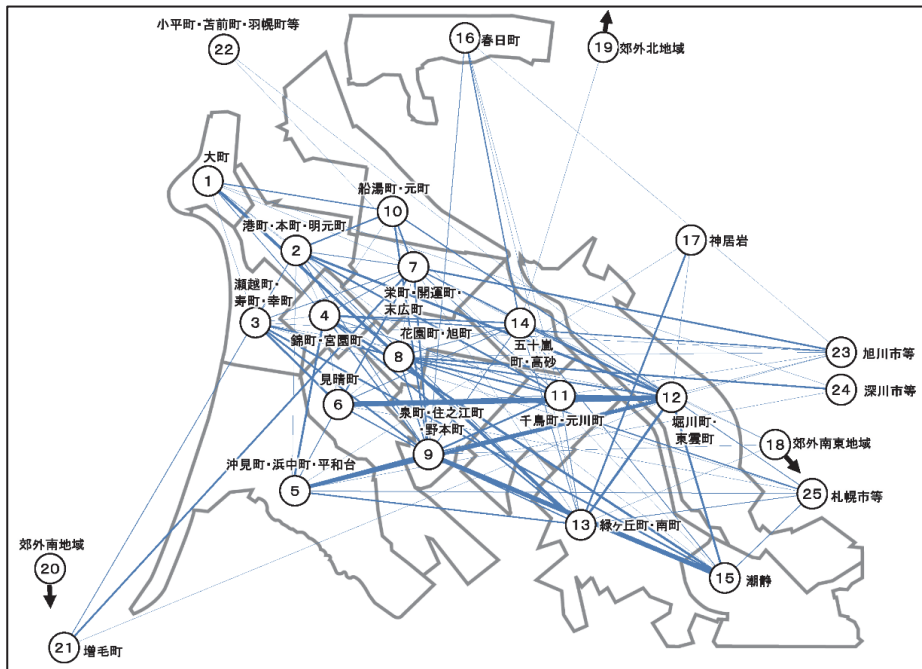 小平町・苫前町・羽幌町等
22
16
春日町
19
郊外北地域
大町
1
船場町・元町
10
港町・本町・明元町
2
17
神居岩
瀬越町・
寿町・幸町
3
7
栄町・開運町・
末広町
4
錦町・宮園町
花園町・旭町
8
14
五十嵐
町・高砂
23
旭川市等
見晴町
6
11
千鳥町・元川町
12
堀川町・
東雲町
24
深川市等
泉町・住之江町
・野本町
9
18
郊外南東地域
沖見町・浜中町・平和台
5
25
札幌市等
13
緑ヶ丘町・南町
郊外南地域
20
15
潮静
21
増毛町